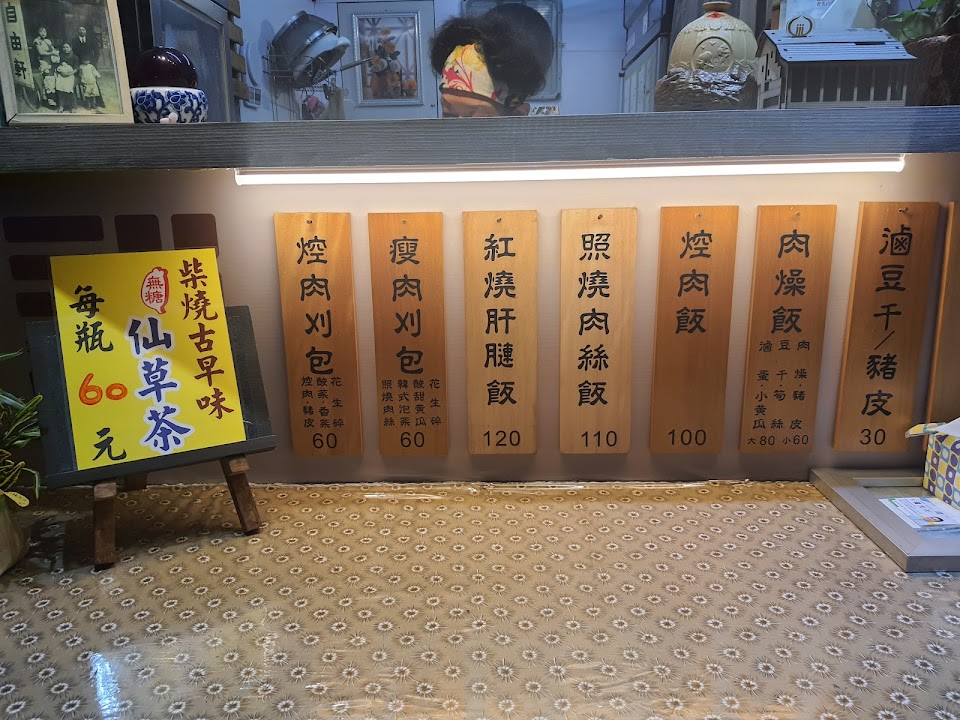 自由軒
柴燒古早味
無糖
仙草茶
每瓶60元
焢肉刈包
花生碎
酸菜·香菜
焢肉·豬皮
60
瘦肉刈包
花生碎
酸甜黃瓜
韓式泡菜
照燒肉絲
60
紅燒肝腱飯
120
照燒肉絲飯
110
焢肉飯
100
肉燥飯
肉燥·豬皮
豆干·筍絲
滷蛋·小黃瓜
大80 小60
滷豆干/豬皮
30